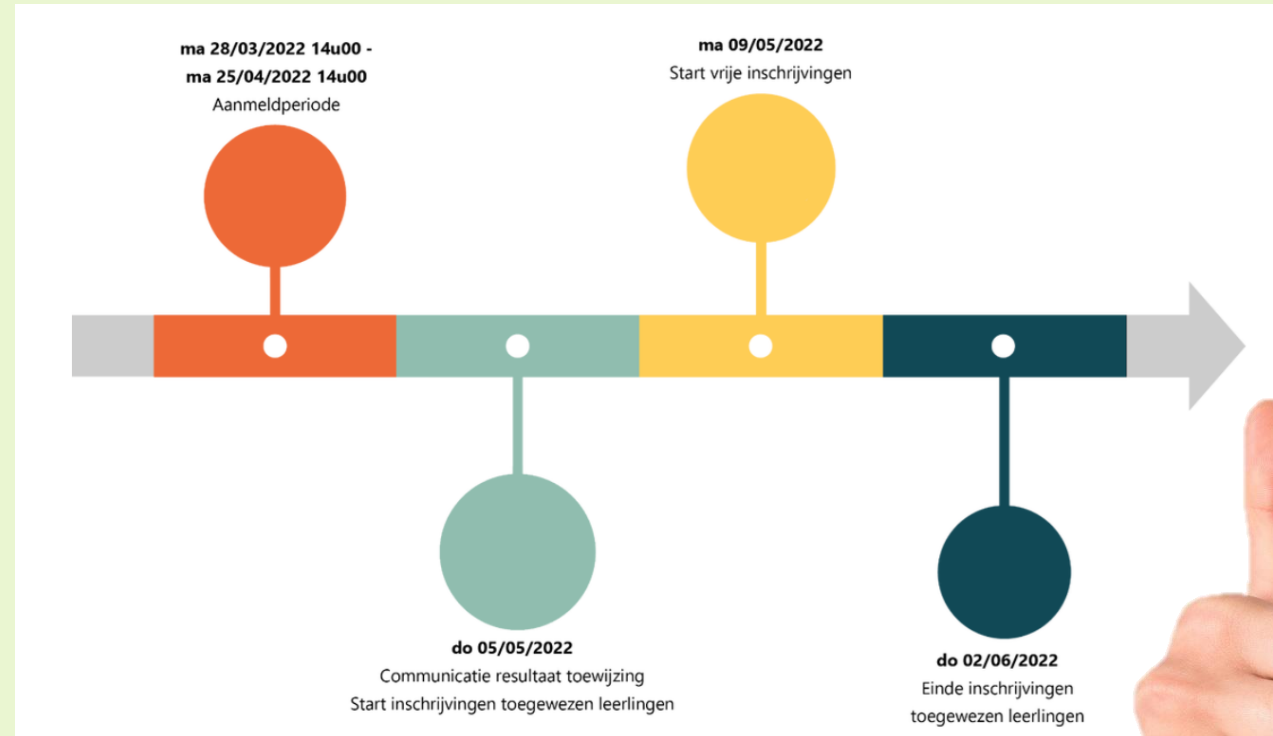 ma 28/03/2022 14u00 -
ma 25/04/2022 14u00
Aanmeldperiode
ma 09/05/2022
Start vrije inschrijvingen
do 05/05/2022
Communicatie resultaat toewijzing
Start inschrijvingen toegewezen leerlingen
do 02/06/2022
Einde inschrijvingen
toegewezen leerlingen